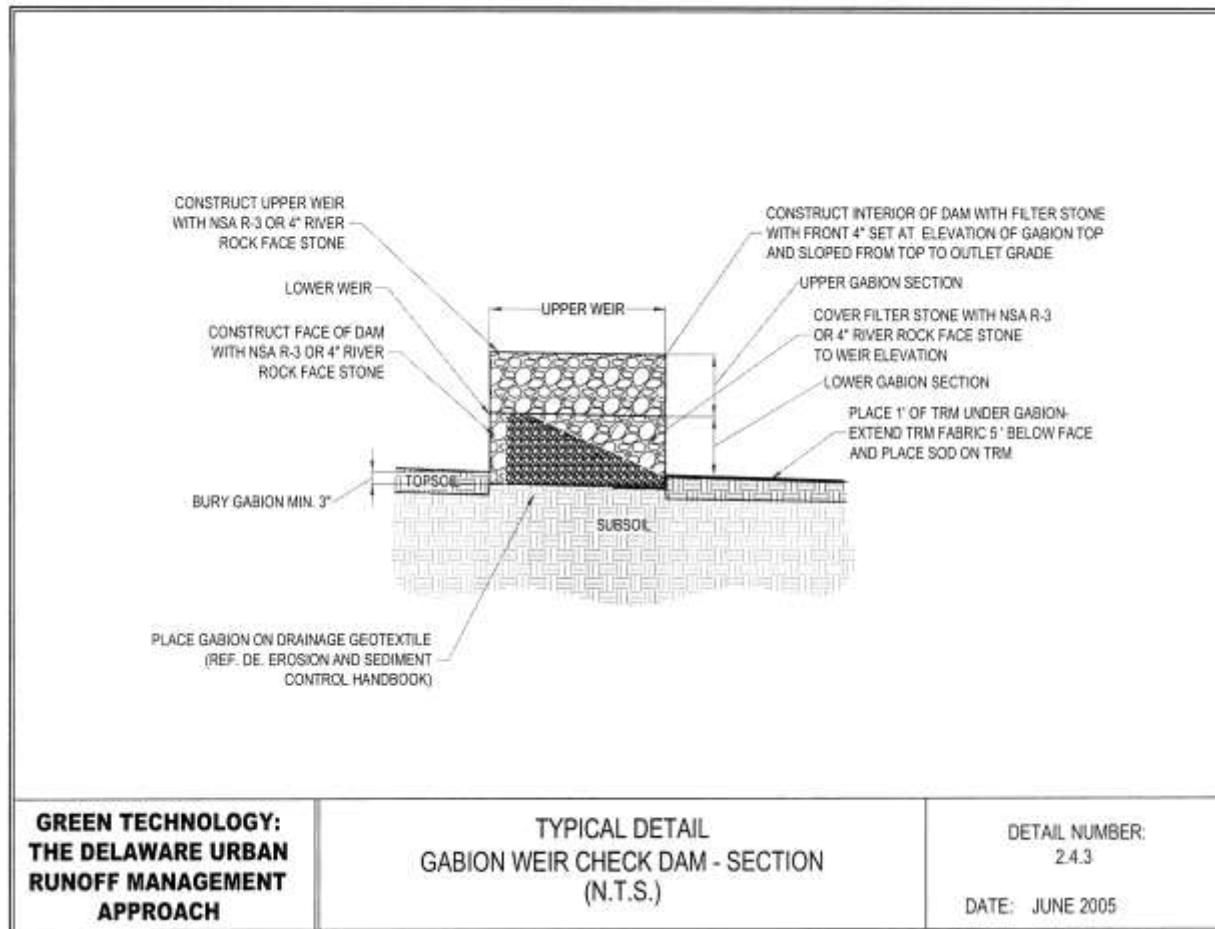 CONSTRUCT UPPER WEIR
WITH NSA R-3 OR 4" RIVER
ROCK FACE STONE
LOWER WEIR
CONSTRUCT FACE OF DAM
WITH NSA R-3 OR 4" RIVER
ROCK FACE STONE
BURY GABION MIN. 3"
PLACE GABION ON DRAINAGE GEOTEXTILE
(REF. DE. EROSION AND SEDIMENT
CONTROL HANDBOOK)
UPPER WEIR
TOPSOIL
SUBSOIL
CONSTRUCT INTERIOR OF DAM WITH FILTER STONE
WITH FRONT 4" SET AT ELEVATION OF GABION TOP
AND SLOPED FROM TOP TO OUTLET GRADE
UPPER GABION SECTION
COVER FILTER STONE WITH NSA R-3
OR 4" RIVER ROCK FACE STONE
TO WEIR ELEVATION
LOWER GABION SECTION
PLACE 1' OF TRM UNDER GABION-
EXTEND TRM FABRIC 5' BELOW FACE
AND PLACE SOD ON TRM
GREEN TECHNOLOGY:
THE DELAWARE URBAN
RUNOFF MANAGEMENT
APPROACH
TYPICAL DETAIL
GABION WEIR CHECK DAM - SECTION
(N.T.S.)
DETAIL NUMBER:
2.4.3
DATE: JUNE 2005